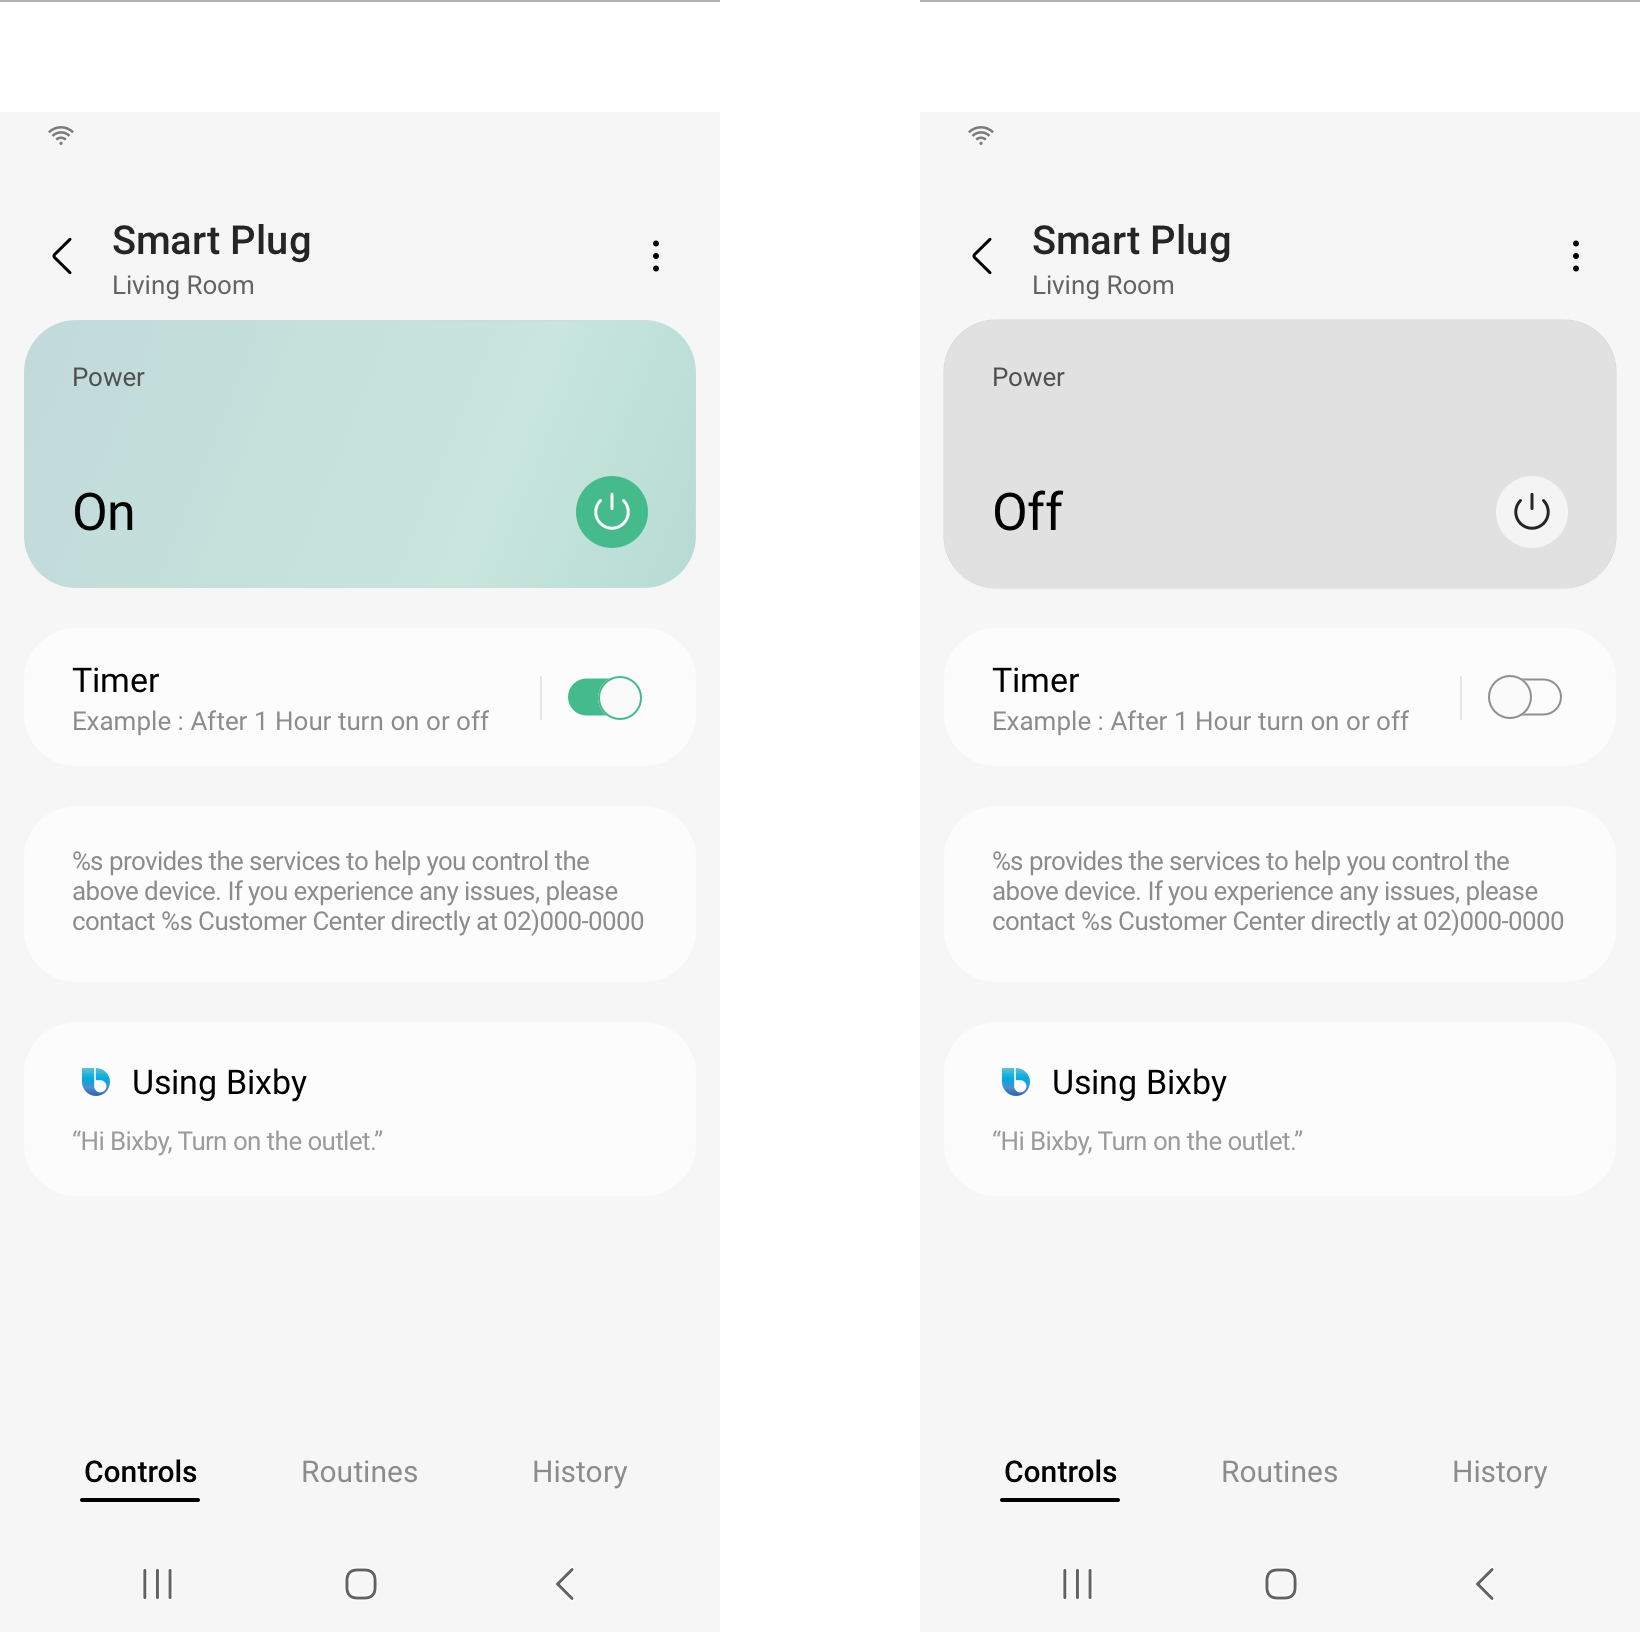 Smart Plug
Living Room
Power
On
Timer
Example : After 1 Hour turn on or off
%s provides the services to help you control the
above device. If you experience any issues, please
contact %s Customer Center directly at 02)000-0000
Using Bixby
“Hi Bixby, Turn on the outlet.”
Controls
Routines
History
Smart Plug
Living Room
Power
Off
Timer
Example : After 1 Hour turn on or off
%s provides the services to help you control the
above device. If you experience any issues, please
contact %s Customer Center directly at 02)000-0000
Using Bixby
“Hi Bixby, Turn on the outlet.”
Controls
Routines
History